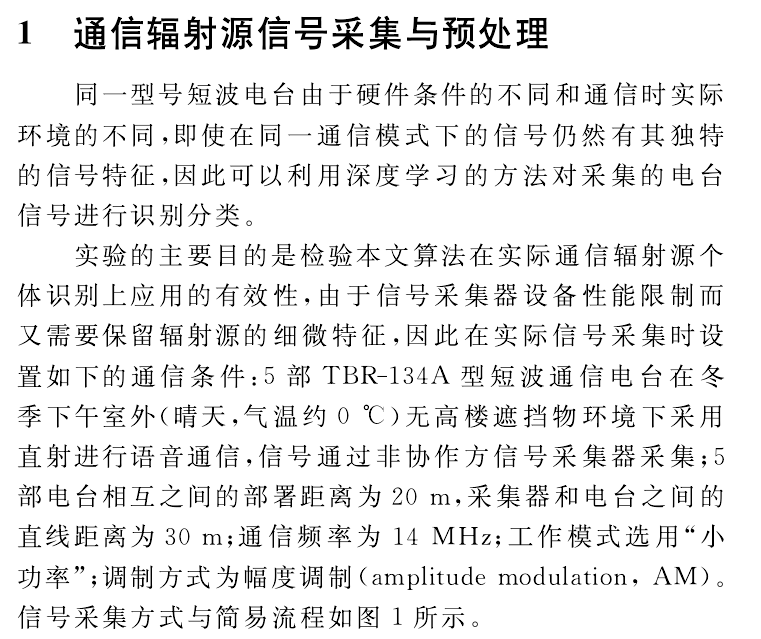 1 通信辐射源信号采集与预处理
同一型号短波电台由于硬件条件的不同和通信时实际
环境的不同,即使在同一通信模式下的信号仍然有其独特
的信号特征,因此可以利用深度学习的方法对采集的电台
信号进行识别分类。
实验的主要目的是检验本文算法在实际通信辐射源个
体识别上应用的有效性,由于信号采集器设备性能限制而
又需要保留辐射源的细微特征,因此在实际信号采集时设
置如下的通信条件:5 部 TBR-134A 型短波通信电台在冬
季下午室外(晴天,气温约 0 ℃)无高楼遮挡物环境下采用
直射进行语音通信,信号通过非协作方信号采集器采集;5
部电台相互之间的部署距离为 20 m,采集器和电台之间的
直线距离为 30 m;通信频率为 14 MHz;工作模式选用“小
功率”;调制方式为幅度调制(amplitude modulation, AM)。
信号采集方式与简易流程如图 1 所示。